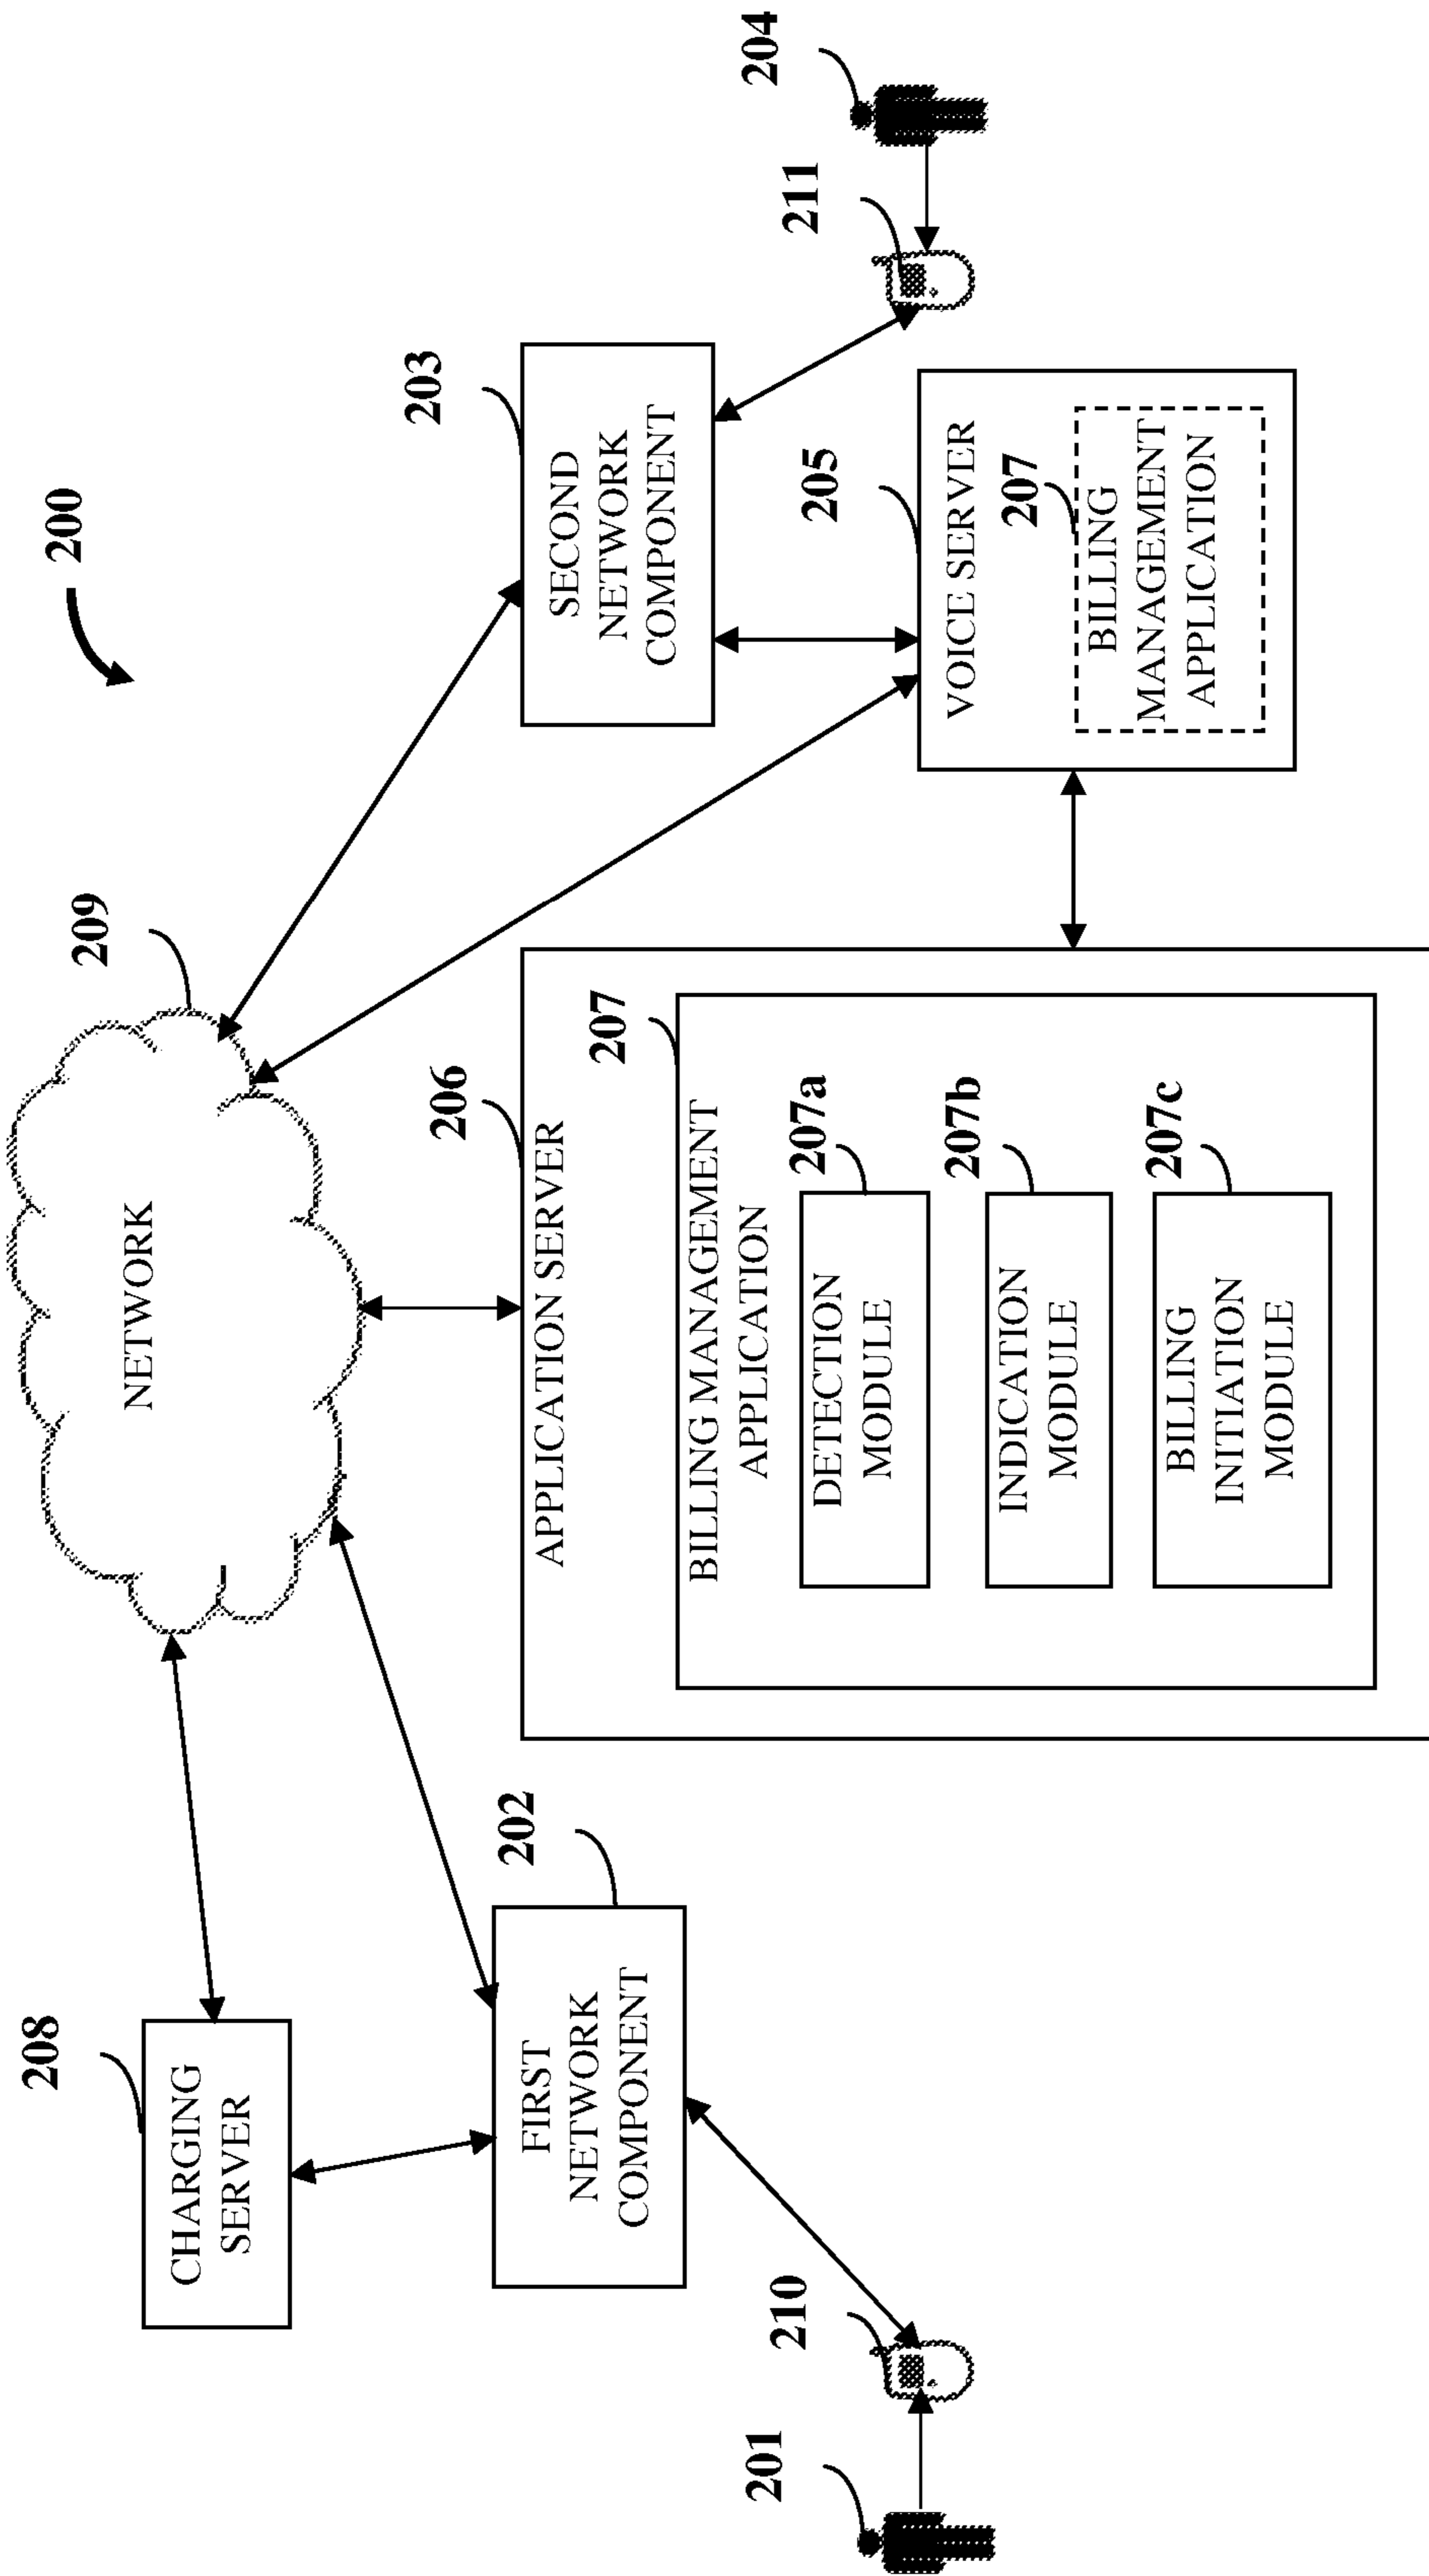 200
209
NETWORK
208
CHARGING
SERVER
202
FIRST
NETWORK
COMPONENT
203
SECOND
NETWORK
COMPONENT
206
APPLICATION SERVER
207
BILLING MANAGEMENT
APPLICATION
207a
DETECTION
MODULE
207b
INDICATION
MODULE
207c
BILLING
INITIATION
MODULE
205
VOICE SERVER
207
BILLING
MANAGEMENT
APPLICATION
201
210
211
204